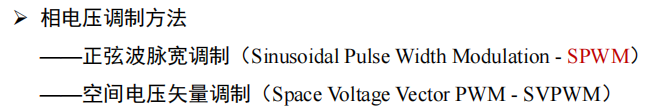 ➢ 相电压调制方法
——正弦波脉宽调制（Sinusoidal Pulse Width Modulation - SPWM）
——空间电压矢量调制（Space Voltage Vector PWM - SVPWM）